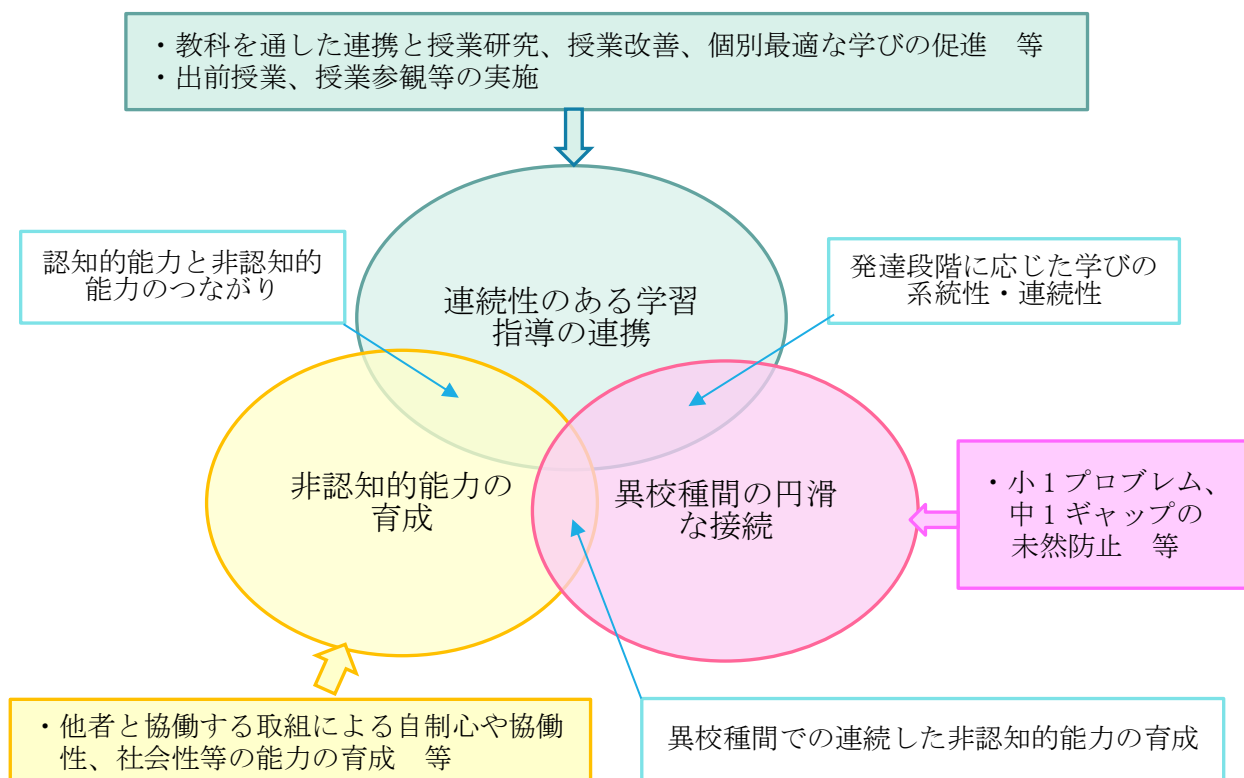 ・教科を通した連携と授業研究、授業改善、個別最適な学びの促進　等
・出前授業、授業参観等の実施
認知的能力と非認知的
能力のつながり
発達段階に応じた学びの
系統性・連続性
連続性のある学習
指導の連携
非認知的能力の
育成
異校種間の円滑
な接続
・小１プロブレム、
中１ギャップの
未然防止　等
・他者と協働する取組による自制心や協働
性、社会性等の能力の育成　等
異校種間での連続した非認知的能力の育成